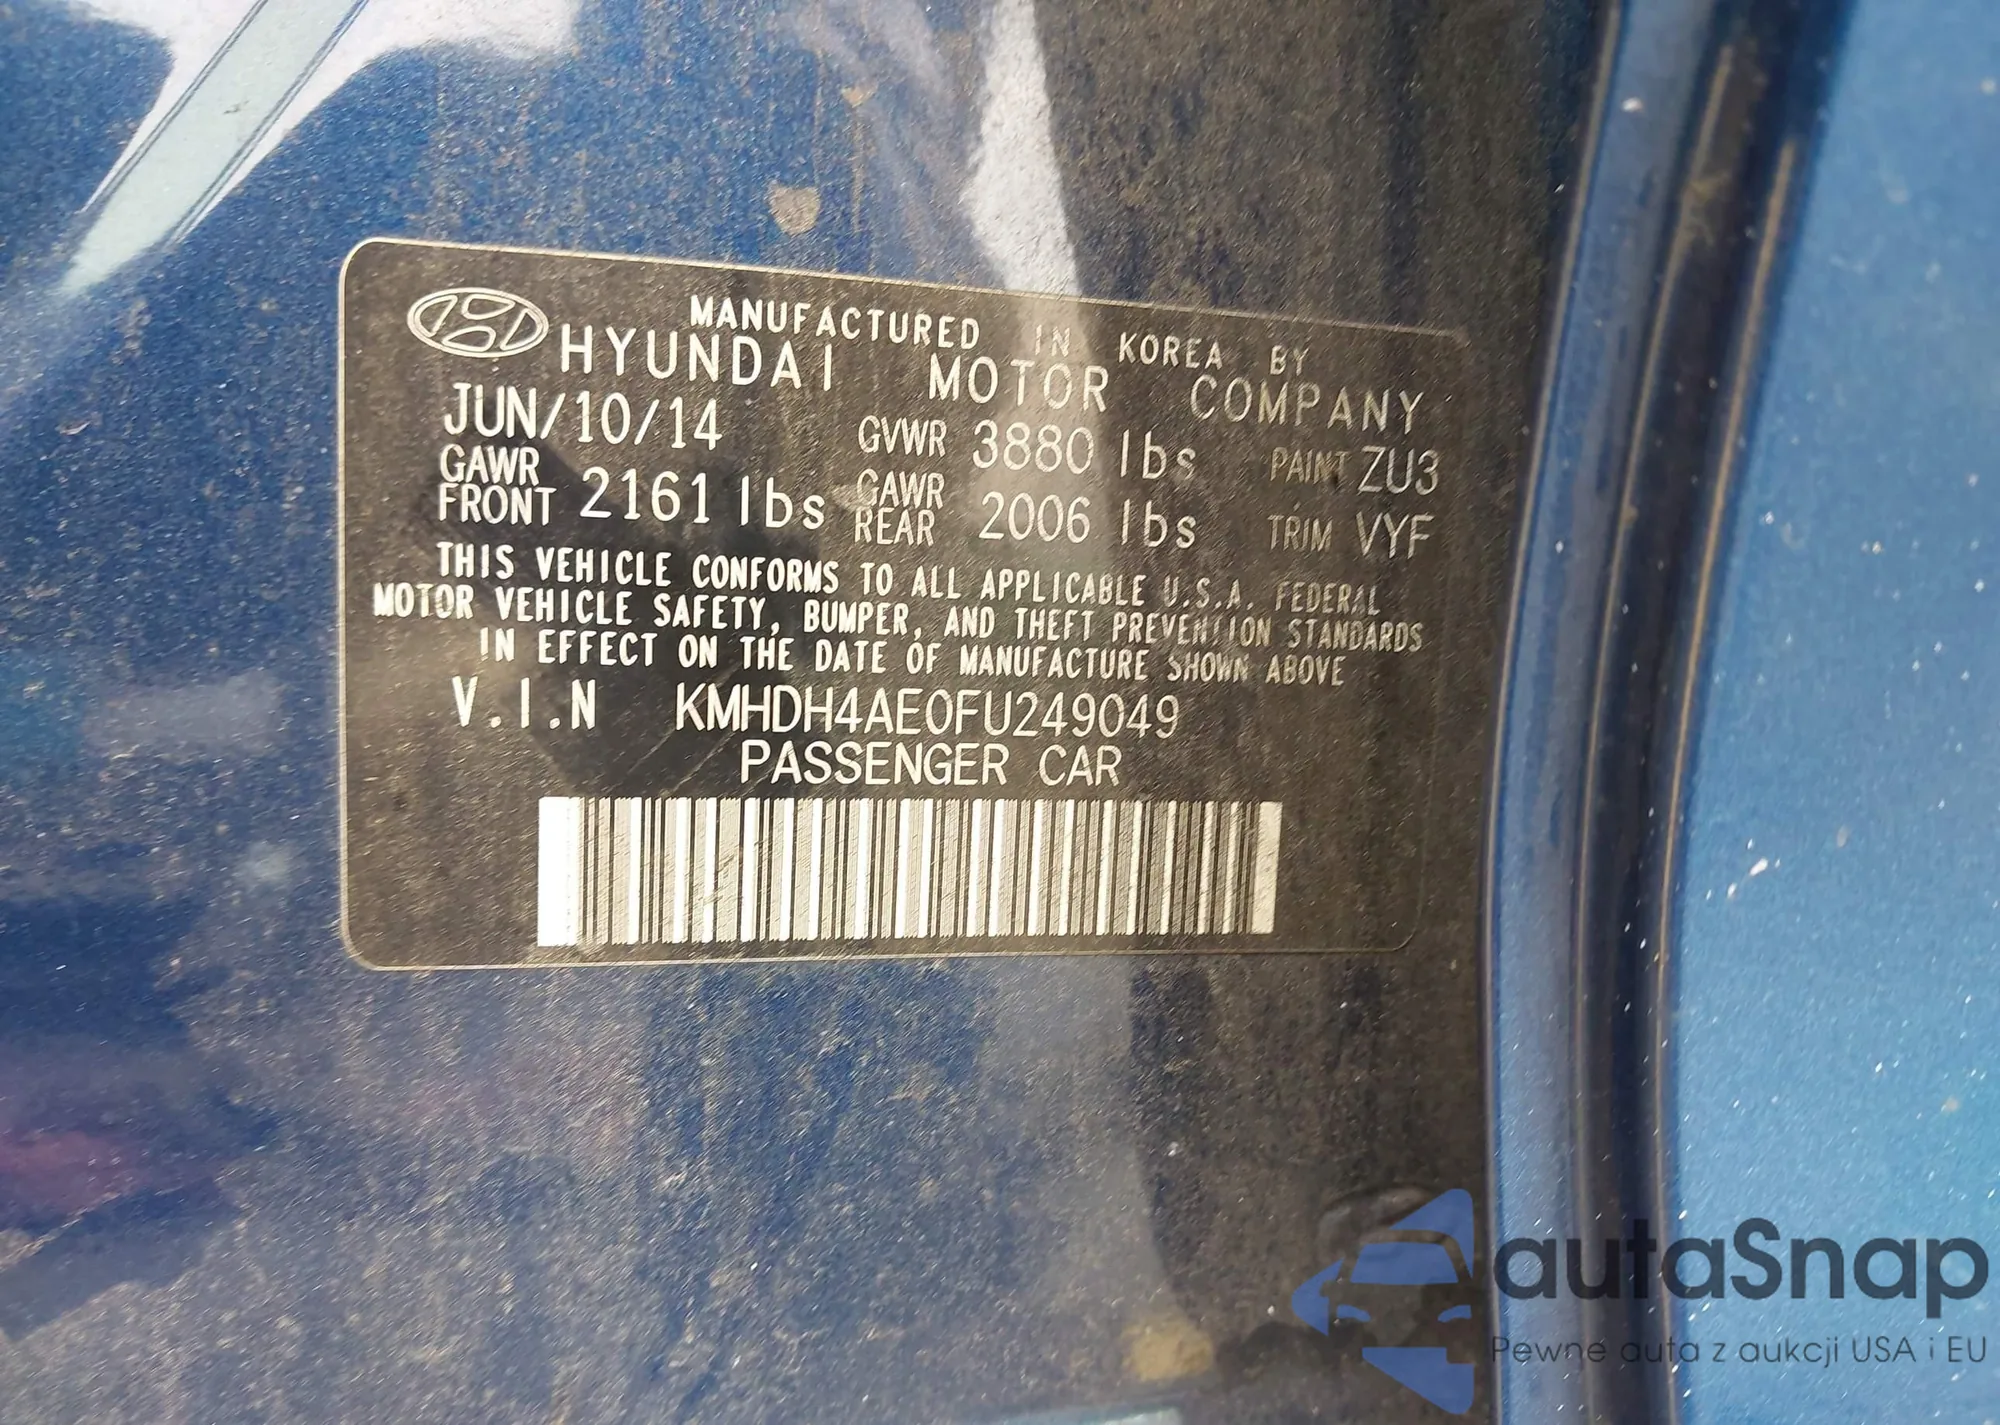 MANUFACTURED IN KOREA BY
HYUNDAI MOTOR COMPANY
JUN/10/14 GVWR 3880 lbs PAINT ZU3
GAWR FRONT 2161 lbs GAWR REAR 2006 lbs TRIM VYF
THIS VEHICLE CONFORMS TO ALL APPLICABLE U.S.A. FEDERAL
MOTOR VEHICLE SAFETY, BUMPER, AND THEFT PREVENTION STANDARDS
IN EFFECT ON THE DATE OF MANUFACTURE SHOWN ABOVE
V.I.N KMHDH4AE0FU249049
PASSENGER CAR
autaSnap
Pewne auta z aukcji USA i EU